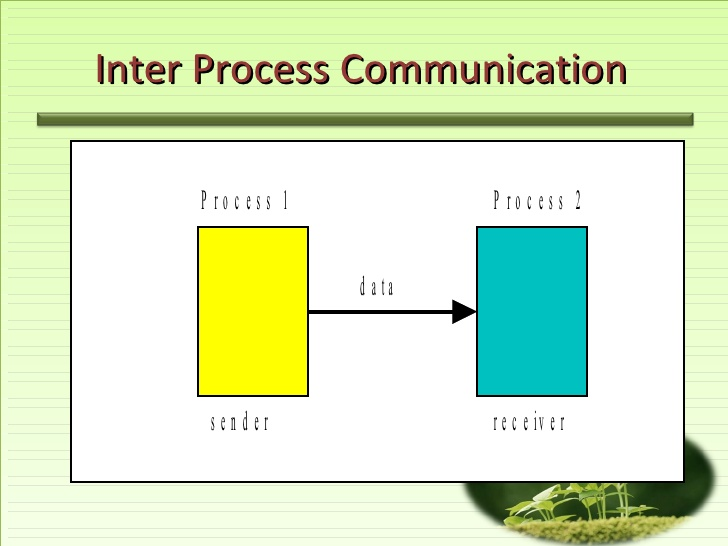 Inter Process Communication
Process 1 Process 2
data
sender receiver